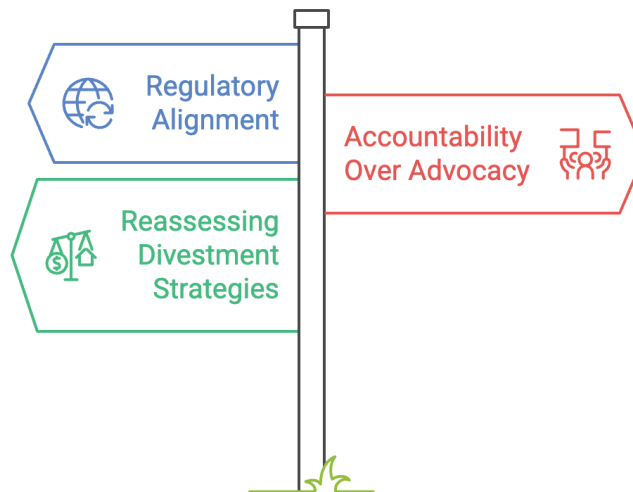 Regulatory
Alignment
Accountability
Over Advocacy
Reassessing
Divestment
Strategies
$